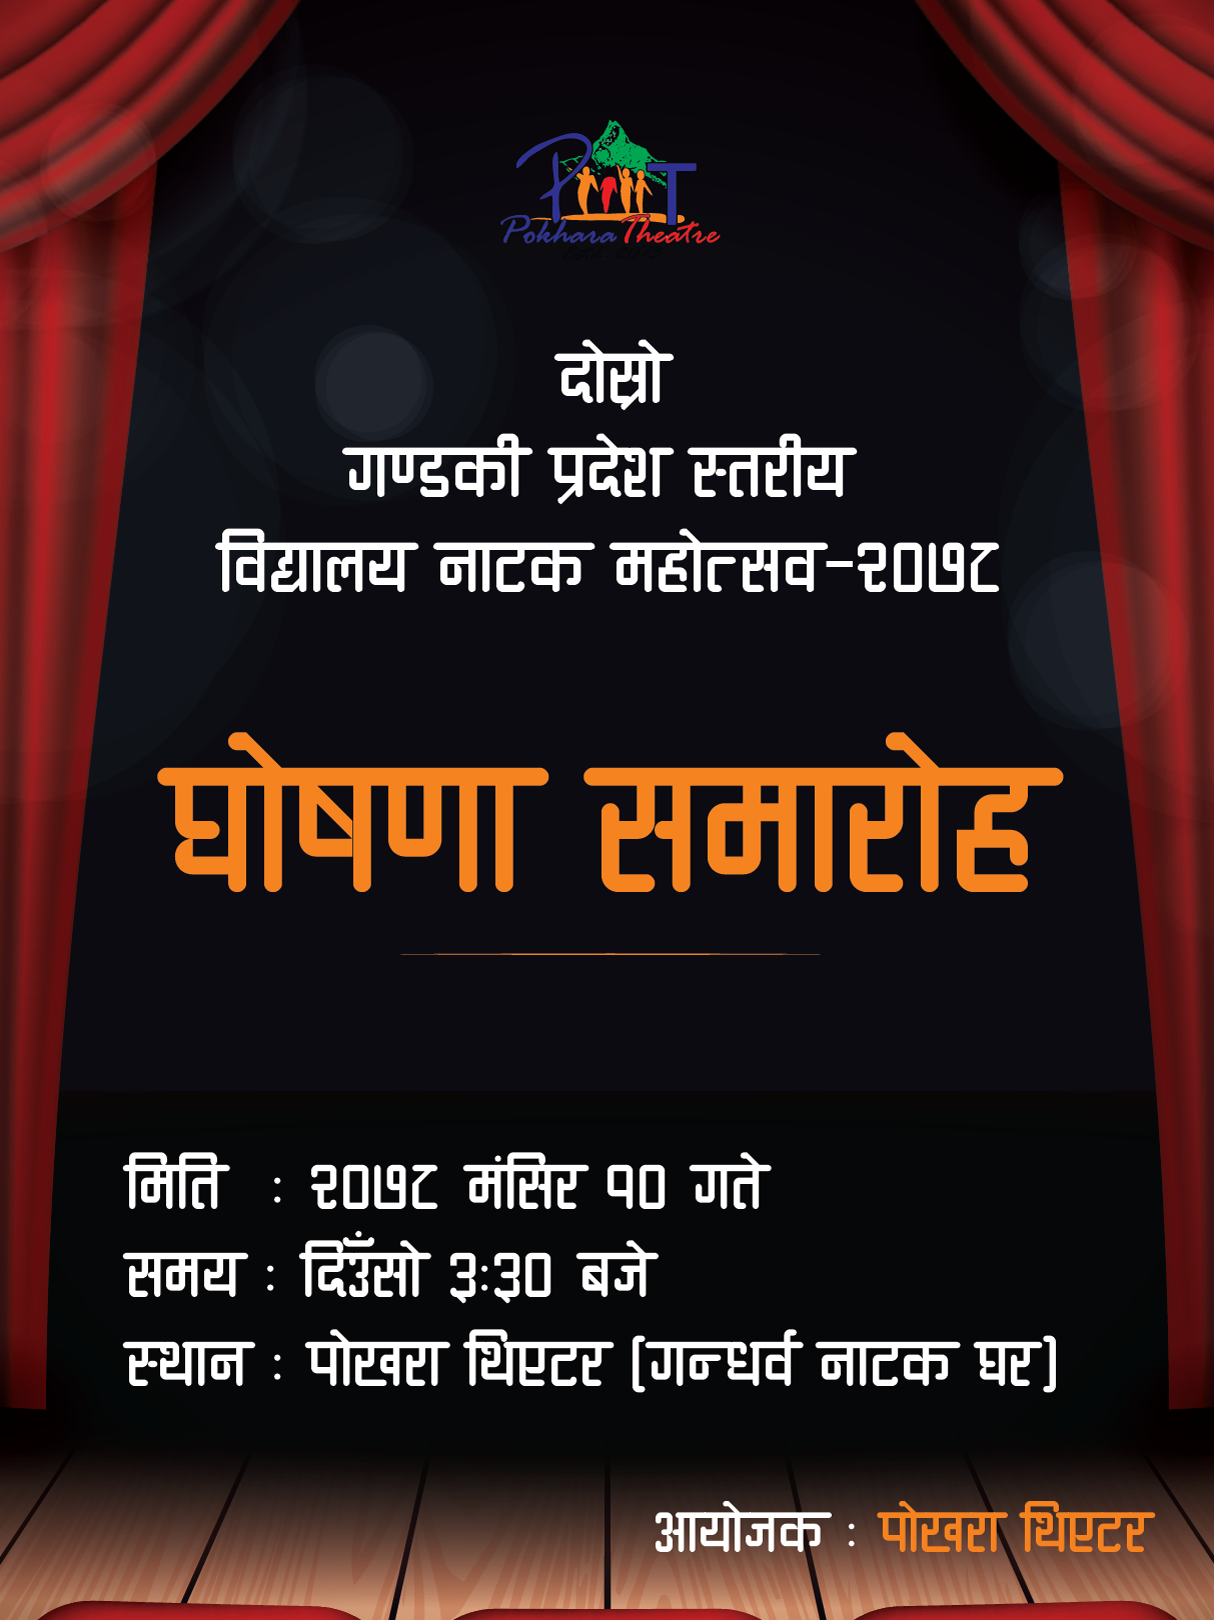 Pokhara Theatre
दोस्रो
गण्डकी प्रदेश स्तरीय
विद्यालय नाटक महोत्सव-२०७८
घोषणा समारोह
मिति : २०७८ मंसिर १० गते
समय : दिउँसो ३:३० बजे
स्थान : पोखरा थिएटर (गन्धर्व नाटक घर)
आयोजक : पोखरा थिएटर